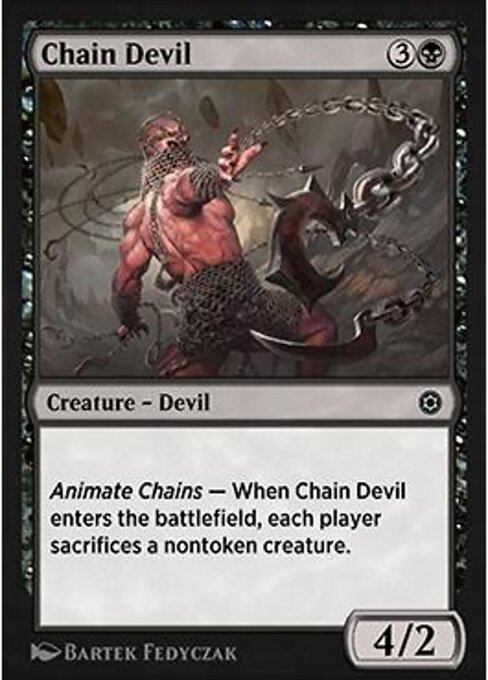 Chain Devil 3
Creature – Devil
Animate Chains — When Chain Devil
enters the battlefield, each player
sacrifices a nontoken creature.
4/2
Bartek Fedyczak